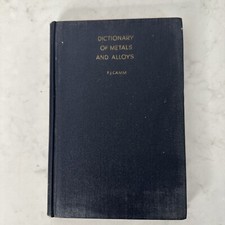 DICTIONARY
OF METALS
AND ALLOYS